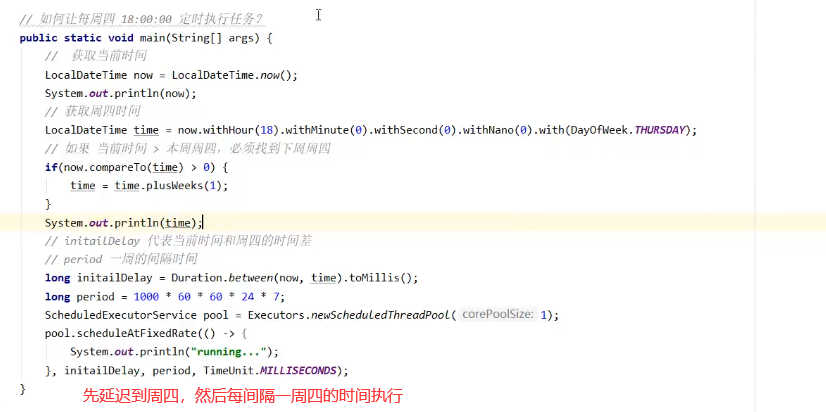 // 如何让每周四 18:00:00 定时执行任务?
public static void main(String[] args) {
//  获取当前时间
LocalDateTime now = LocalDateTime.now();
System.out.println(now);
// 获取周四时间
LocalDateTime time = now.withHour(18).withMinute(0).withSecond(0).withNano(0).with(DayOfWeek.THURSDAY);
// 如果 当前时间 > 本周周四，必须找到下周周四
if(now.compareTo(time) > 0) {
time = time.plusWeeks(1);
}
System.out.println(time);
// initailDelay 代表当前时间和周四的时间差
// period 一周的间隔时间
long initailDelay = Duration.between(now, time).toMillis();
long period = 1000 * 60 * 60 * 24 * 7;
ScheduledExecutorService pool = Executors.newScheduledThreadPool( corePoolSize: 1);
pool.scheduleAtFixedRate(() -> {
System.out.println("running...");
}, initailDelay, period, TimeUnit.MILLISECONDS);
}
先延迟到周四，然后每间隔一周四的时间执行